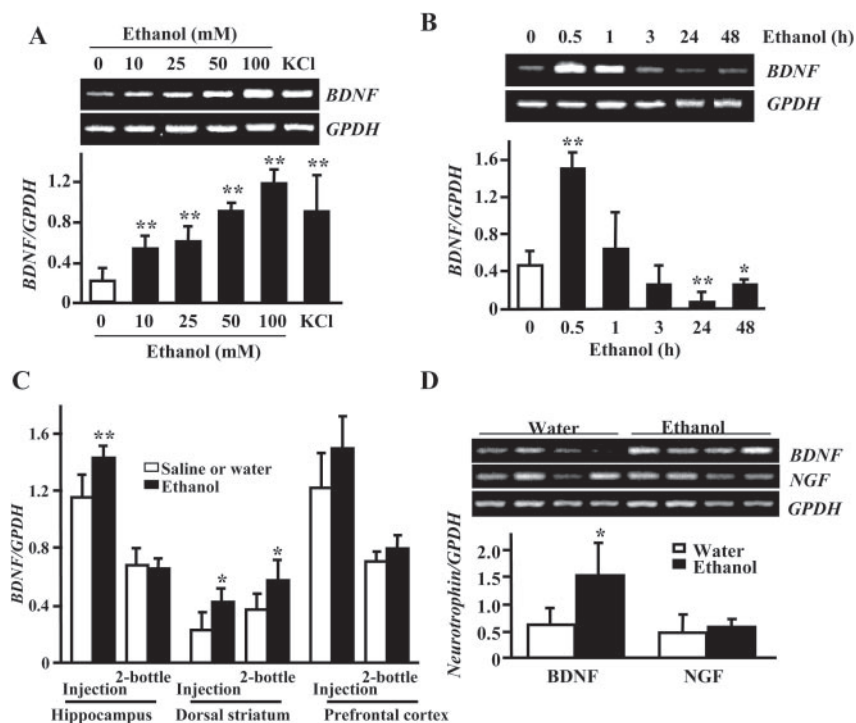 A
Ethanol (mM)
0 10 25 50 100 KCl
BDNF
GPDH
BDNF/GPDH
1.2
0.8
0.4
0
** ** ** ** **
0 10 25 50 100 KCl
Ethanol (mM)
B
0 0.5 1 3 24 48 Ethanol (h)
BDNF
GPDH
BDNF/GPDH
1.6
1.2
0.8
0.4
0
** ** *
0 0.5 1 3 24 48
Ethanol (h)
C
BDNF/GPDH
1.6
1.2
0.8
0.4
0
** * *
Saline or water
Ethanol
2-bottle 2-bottle 2-bottle
Injection Injection Injection
Hippocampus Dorsal striatum Prefrontal cortex
D
Water Ethanol
BDNF
NGF
GPDH
Neurotrophin/GPDH
2.0
1.5
1.0
0.5
0
*
Water
Ethanol
BDNF NGF